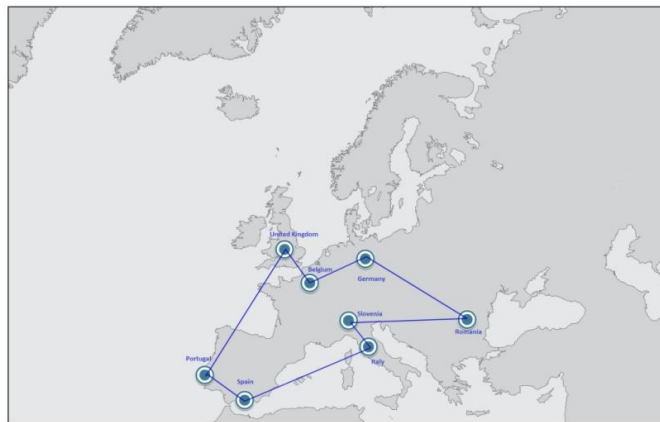 United Kingdom
Belgium
Germany
Slovenia
Romania
Italy
Portugal
Spain